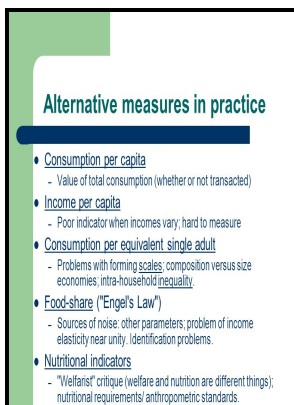 Alternative measures in practice
● Consumption per capita
– Value of total consumption (whether or not transacted)
● Income per capita
– Poor indicator when incomes vary; hard to measure
● Consumption per equivalent single adult
– Problems with forming scales; composition versus size
economies; intra-household inequality.
● Food-share ("Engel's Law")
– Sources of noise: other parameters; problem of income
elasticity near unity. Identification problems.
● Nutritional indicators
– "Welfarist" critique (welfare and nutrition are different things);
nutritional requirements/ anthropometric standards.